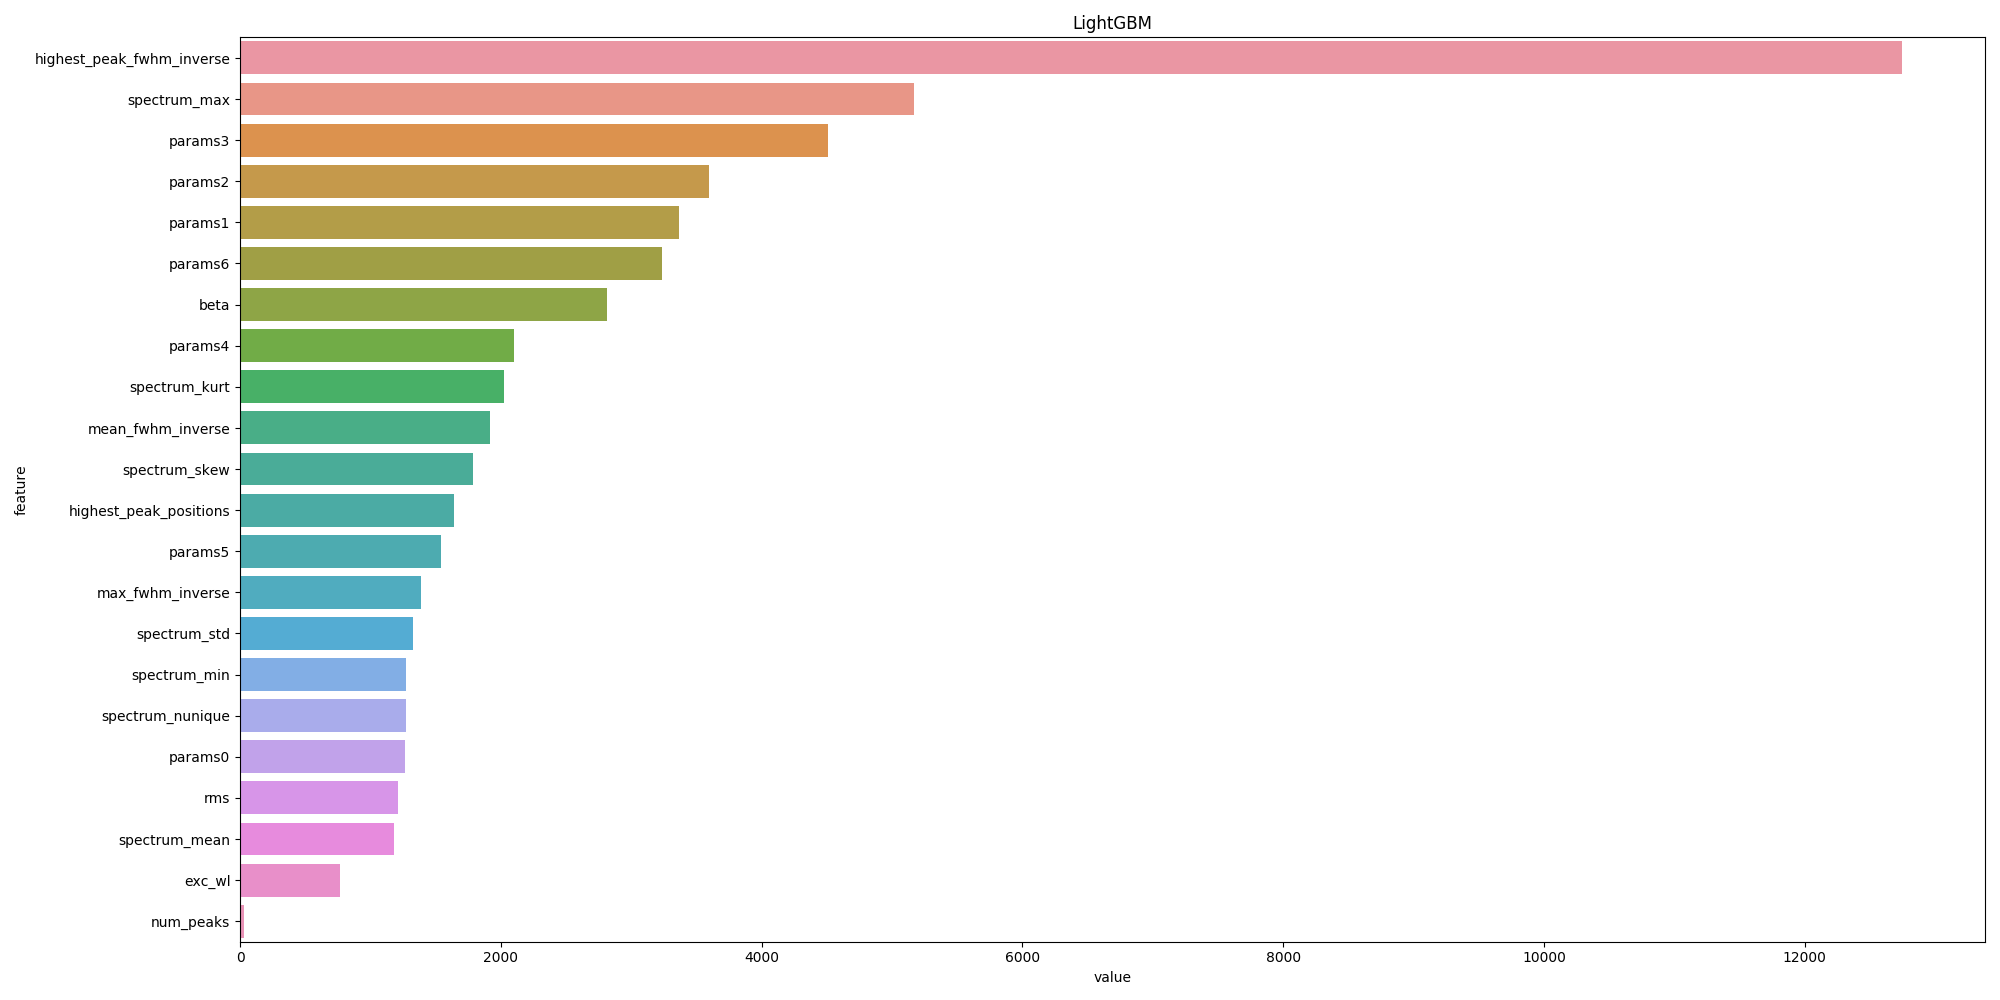 LightGBM
highest_peak_fwhm_inverse
spectrum_max
params3
params2
params1
params6
beta
params4
spectrum_kurt
mean_fwhm_inverse
spectrum_skew
highest_peak_positions
params5
max_fwhm_inverse
spectrum_std
spectrum_min
spectrum_nunique
params0
rms
spectrum_mean
exc_wl
num_peaks
feature
0 2000 4000 6000 8000 10000 12000
value